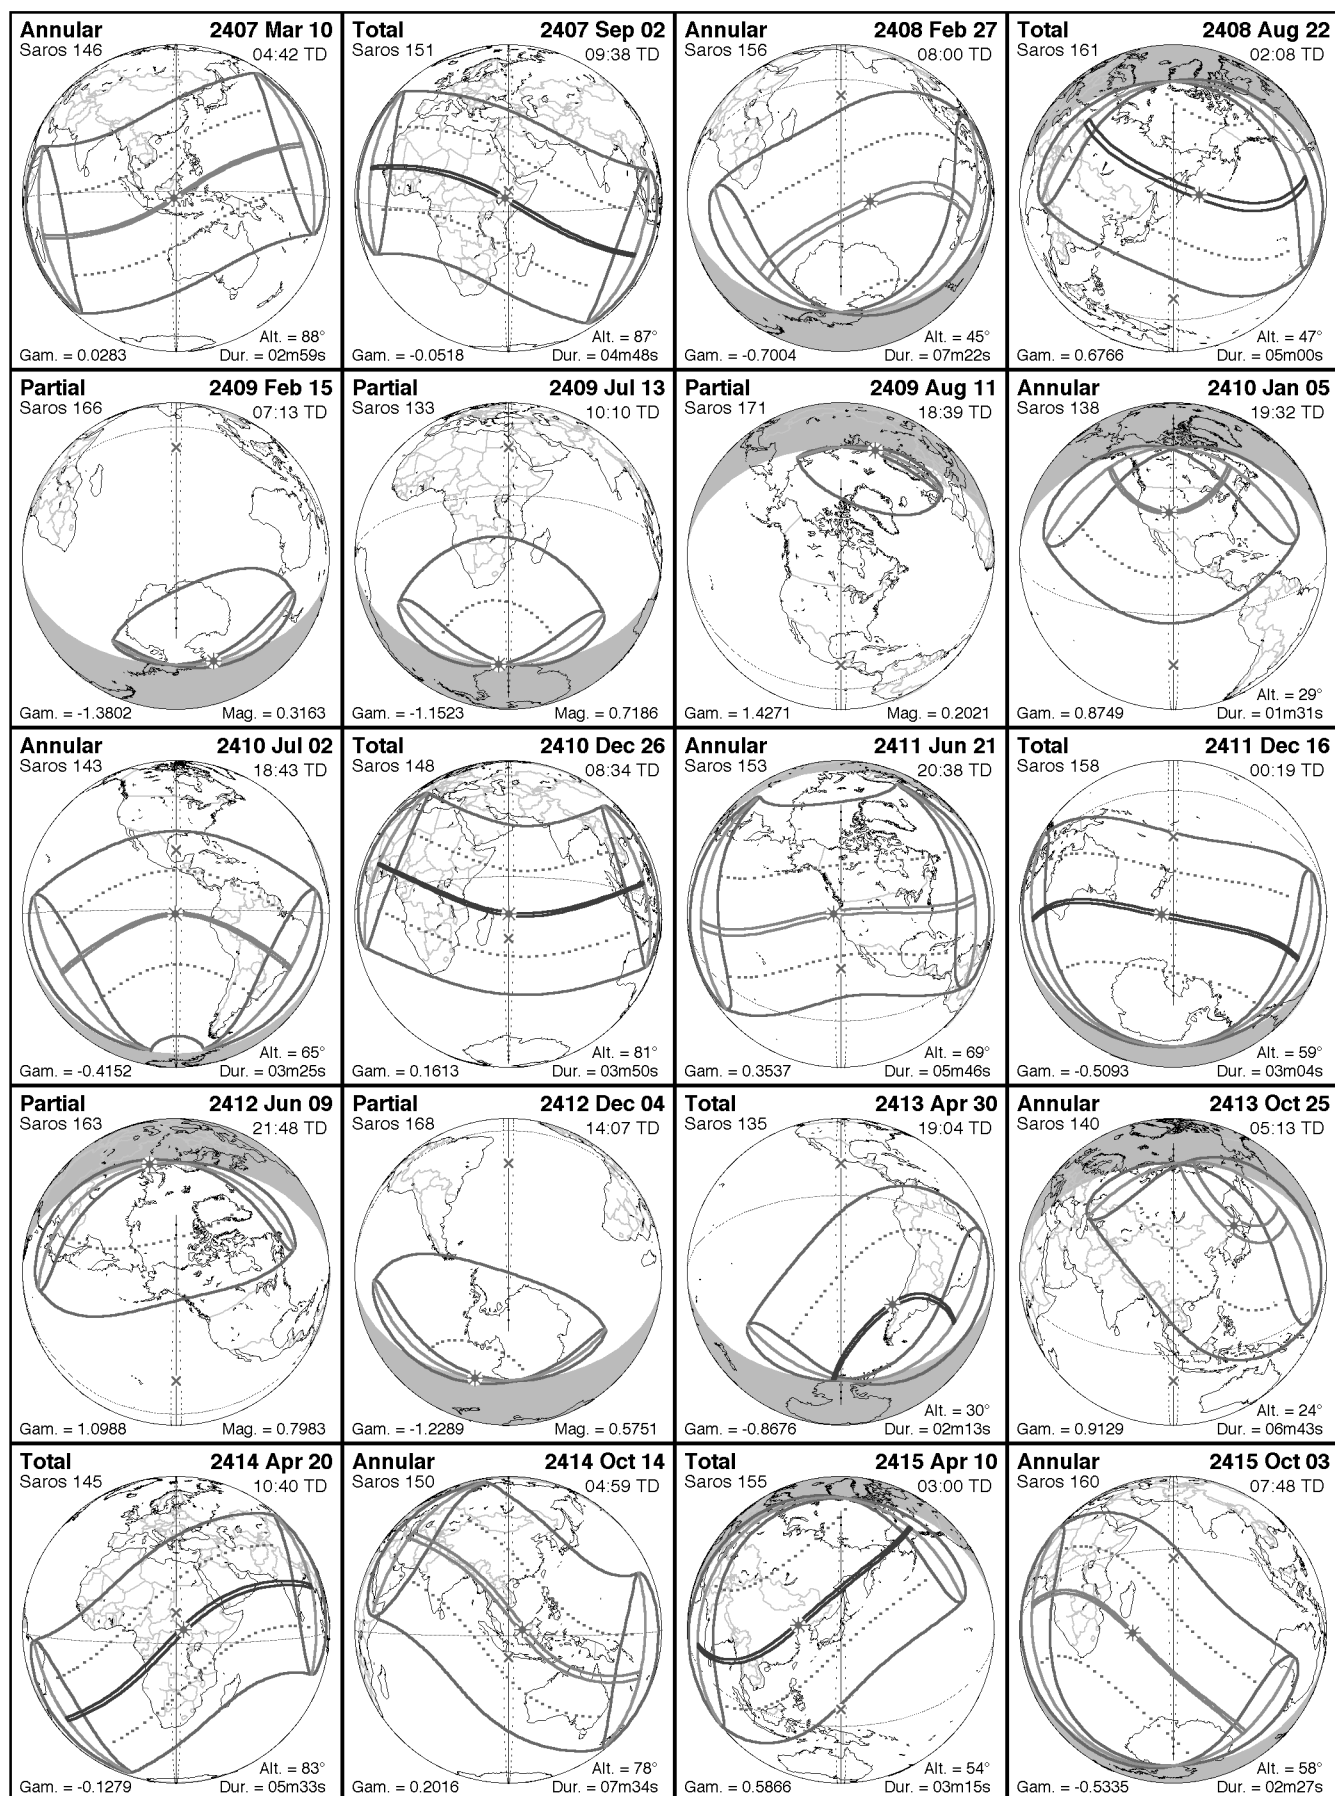 Annular 2407 Mar 10
Saros 146 04:42 TD
Alt. = 88°
Gam. = 0.0283 Dur. = 02m59s
Total 2407 Sep 02
Saros 151 09:38 TD
Alt. = 87°
Gam. = -0.0518 Dur. = 04m48s
Annular 2408 Feb 27
Saros 156 08:00 TD
Alt. = 45°
Gam. = -0.7004 Dur. = 07m22s
Total 2408 Aug 22
Saros 161 02:08 TD
Alt. = 47°
Gam. = 0.6766 Dur. = 05m00s
Partial 2409 Feb 15
Saros 166 07:13 TD
Gam. = -1.3802 Mag. = 0.3163
Partial 2409 Jul 13
Saros 133 10:10 TD
Gam. = -1.1523 Mag. = 0.7186
Partial 2409 Aug 11
Saros 171 18:39 TD
Gam. = 1.4271 Mag. = 0.2021
Annular 2410 Jan 05
Saros 138 19:32 TD
Alt. = 29°
Gam. = 0.8749 Dur. = 01m31s
Annular 2410 Jul 02
Saros 143 18:43 TD
Alt. = 65°
Gam. = -0.4152 Dur. = 03m25s
Total 2410 Dec 26
Saros 148 08:34 TD
Alt. = 81°
Gam. = 0.1613 Dur. = 03m50s
Annular 2411 Jun 21
Saros 153 20:38 TD
Alt. = 69°
Gam. = 0.3537 Dur. = 05m46s
Total 2411 Dec 16
Saros 158 00:19 TD
Alt. = 59°
Gam. = -0.5093 Dur. = 03m04s
Partial 2412 Jun 09
Saros 163 21:48 TD
Gam. = 1.0988 Mag. = 0.7983
Partial 2412 Dec 04
Saros 168 14:07 TD
Gam. = -1.2289 Mag. = 0.5751
Total 2413 Apr 30
Saros 135 19:04 TD
Alt. = 30°
Gam. = -0.8676 Dur. = 02m13s
Annular 2413 Oct 25
Saros 140 05:13 TD
Alt. = 24°
Gam. = 0.9129 Dur. = 06m43s
Total 2414 Apr 20
Saros 145 10:40 TD
Alt. = 83°
Gam. = -0.1279 Dur. = 05m33s
Annular 2414 Oct 14
Saros 150 04:59 TD
Alt. = 78°
Gam. = 0.2016 Dur. = 07m34s
Total 2415 Apr 10
Saros 155 03:00 TD
Alt. = 54°
Gam. = 0.5866 Dur. = 03m15s
Annular 2415 Oct 03
Saros 160 07:48 TD
Alt. = 58°
Gam. = -0.5335 Dur. = 02m27s